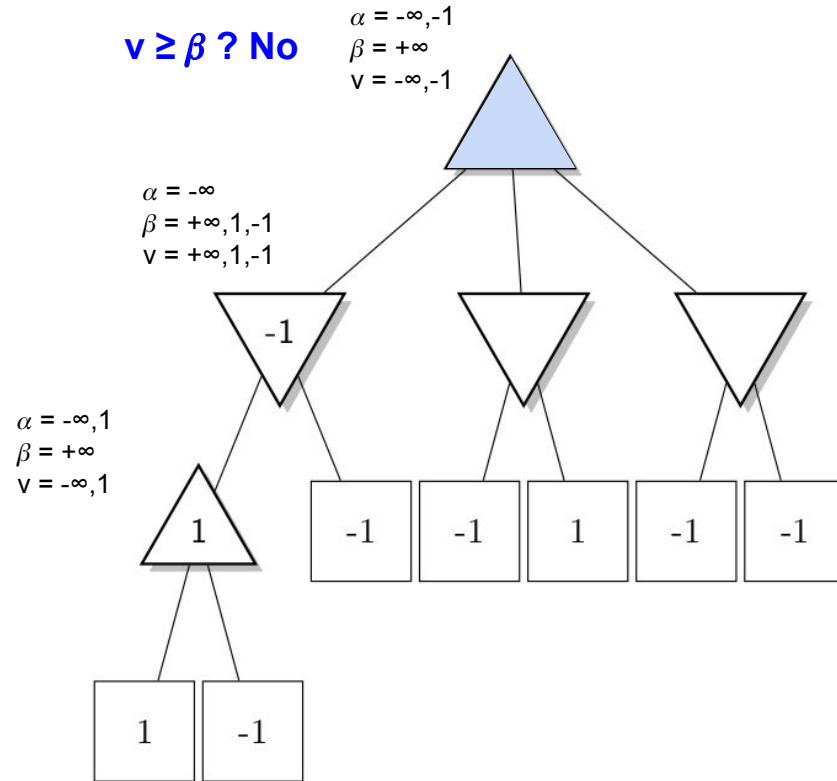 α = -∞,-1
v ≥ β ? No
β = +∞
v = -∞,-1
α = -∞
β = +∞,1,-1
v = +∞,1,-1
-1
α = -∞,1
β = +∞
v = -∞,1
1
-1
-1
1
-1
-1
1
-1